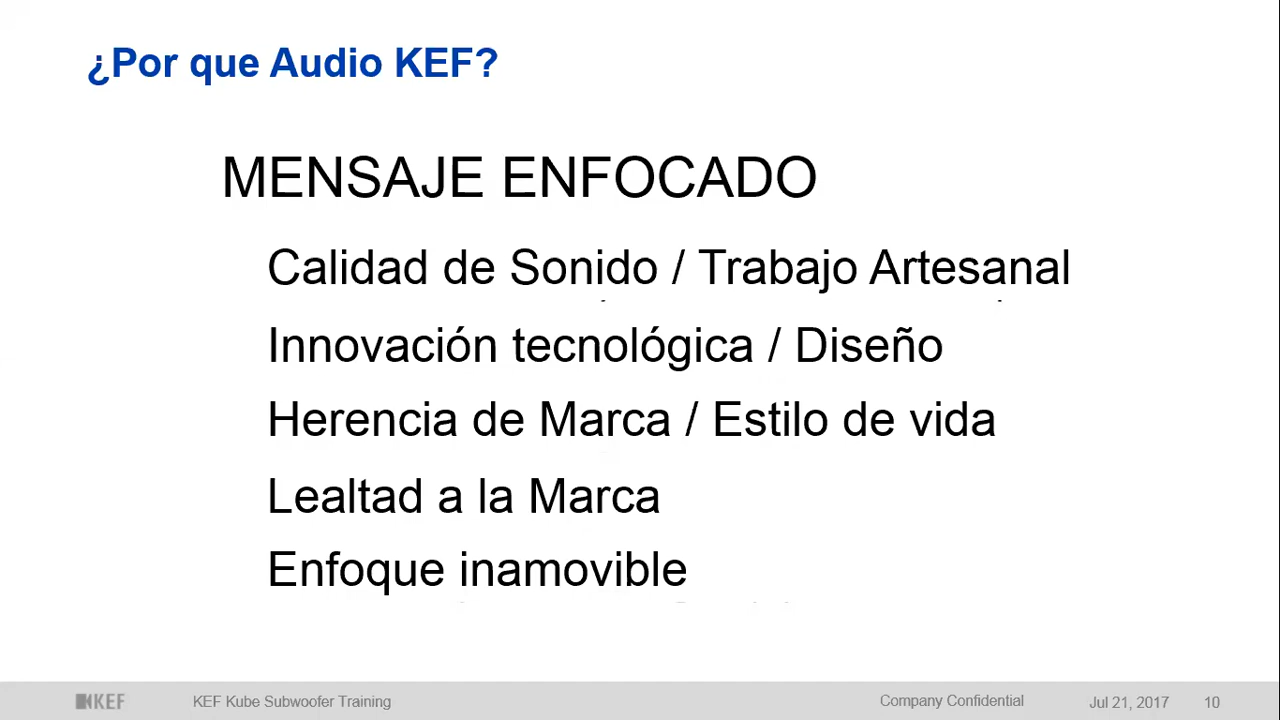 ¿Por que Audio KEF?
MENSAJE ENFOCADO
Calidad de Sonido / Trabajo Artesanal
Innovación tecnológica / Diseño
Herencia de Marca / Estilo de vida
Lealtad a la Marca
Enfoque inamovible
KEF KEF Kube Subwoofer Training Company Confidential Jul 21, 2017 10